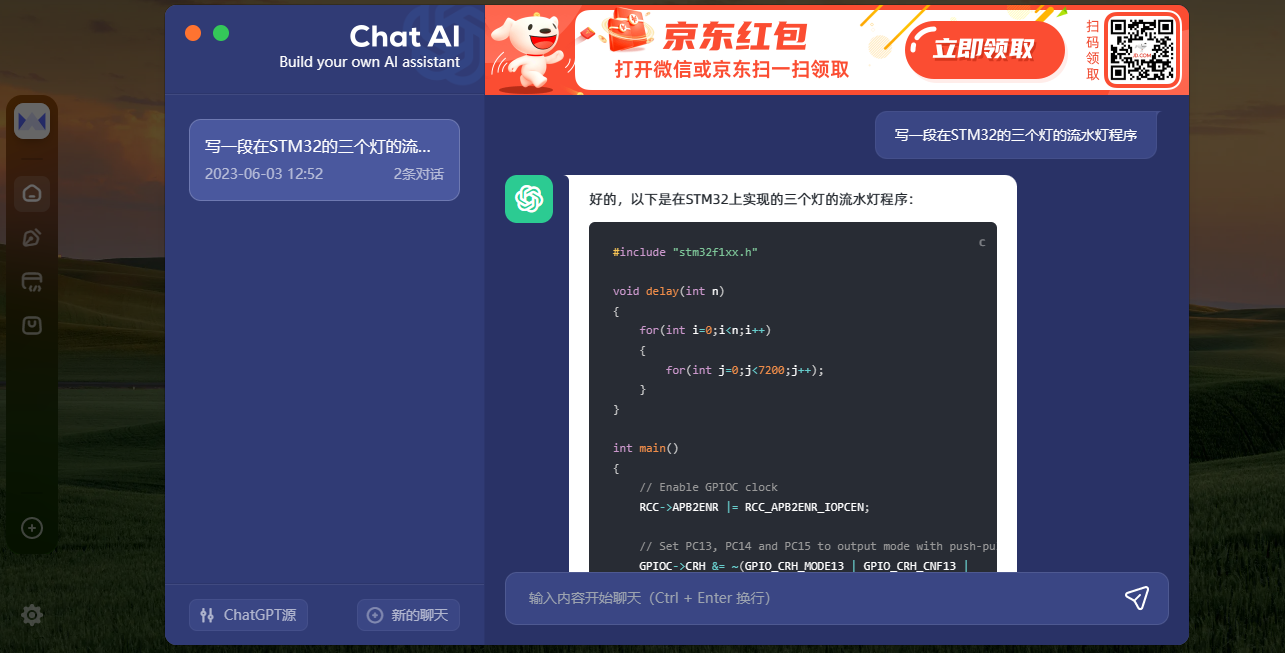 Chat AI
Build your own AI assistant
京东红包
打开微信或京东扫一扫领取
立即领取
扫码领取
写一段在STM32的三个灯的流...
2023-06-03 12:52
2条对话
写一段在STM32的三个灯的流水灯程序
好的，以下是在STM32上实现的三个灯的流水灯程序：
c
#include "stm32f1xx.h"
void delay(int n)
{
for(int i=0;i<n;i++)
{
for(int j=0;j<7200;j++);
}
}
int main()
{
// Enable GPIOC clock
RCC->APB2ENR |= RCC_APB2ENR_IOPCEN;
// Set PC13, PC14 and PC15 to output mode with push-pu
GPIOC->CRH &= ~(GPIO_CRH_MODE13 | GPIO_CRH_CNF13 |
输入内容开始聊天（Ctrl + Enter 换行）
ChatGPT源
新的聊天